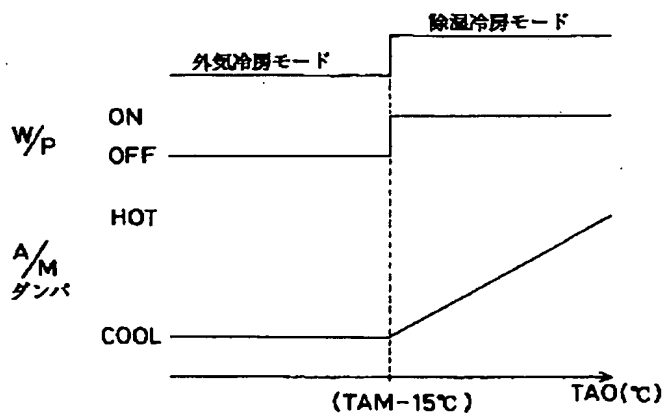 除湿冷房モード
外気冷房モード
W/P
ON
OFF
HOT
A/M
ダンパ
COOL
(TAM-15℃)
TAO(℃)